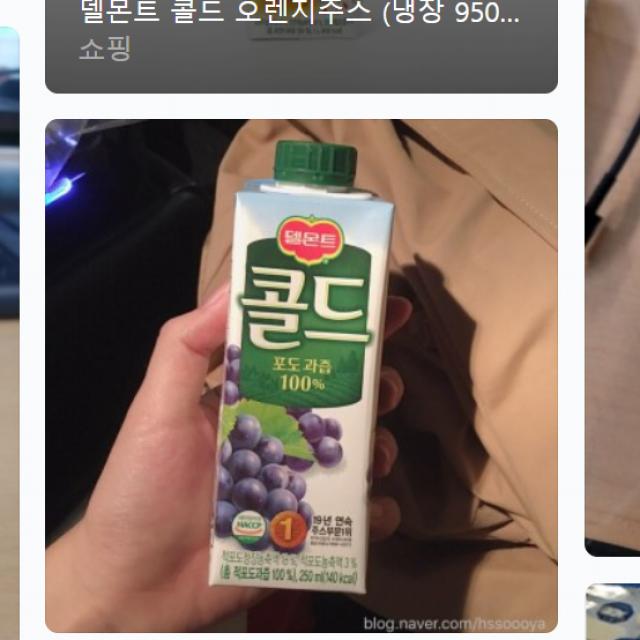 델몬트 콜드 오렌지주스 (냉장 950...
쇼핑
델몬트
콜드
포도 과즙
100%
HACCP
1
19년 연속
주스부문 1위
(총 적포도과즙 100%), 250 ml(140 kcal)
blog.naver.com/hssoooya